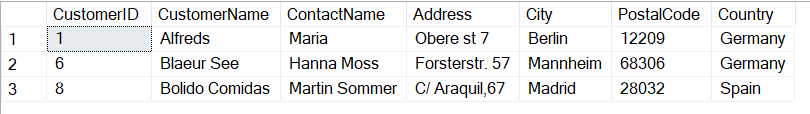 CustomerID CustomerName ContactName Address City PostalCode Country
1 1 Alfreds Maria Obere st 7 Berlin 12209 Germany
2 6 Blaeur See Hanna Moss Forsterstr. 57 Mannheim 68306 Germany
3 8 Bolido Comidas Martin Sommer C/ Araquil,67 Madrid 28032 Spain